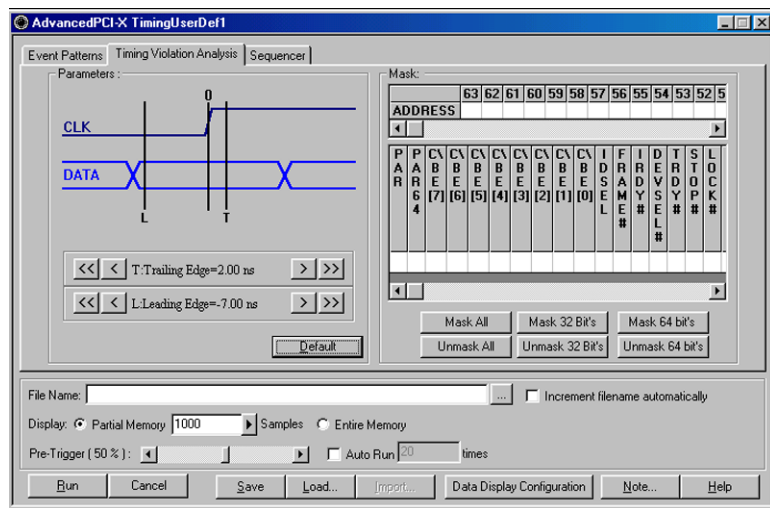 AdvancedPCI-X TimingUserDef1
Event Patterns Timing Violation Analysis Sequencer
Parameters :
0
CLK
DATA
L T
<< < T:Trailing Edge=2.00 ns > >>
<< < L:Leading Edge=-7.00 ns > >>
Default
Mask:
63 62 61 60 59 58 57 56 55 54 53 52 5
ADDRESS
PAR PAR64 C\BE[7] C\BE[6] C\BE[5] C\BE[4] C\BE[3] C\BE[2] C\BE[1] C\BE[0] IDSEL FRAME# IRDY# DEVSEL# TRDY# STOP# LOCK#
Mask All Mask 32 Bit's Mask 64 bit's
Unmask All Unmask 32 Bit's Unmask 64 bit's
File Name: ... Increment filename automatically
Display: Partial Memory 1000 Samples Entire Memory
Pre-Trigger ( 50 % ) : Auto Run 20 times
Run Cancel Save Load... Import... Data Display Configuration Note... Help